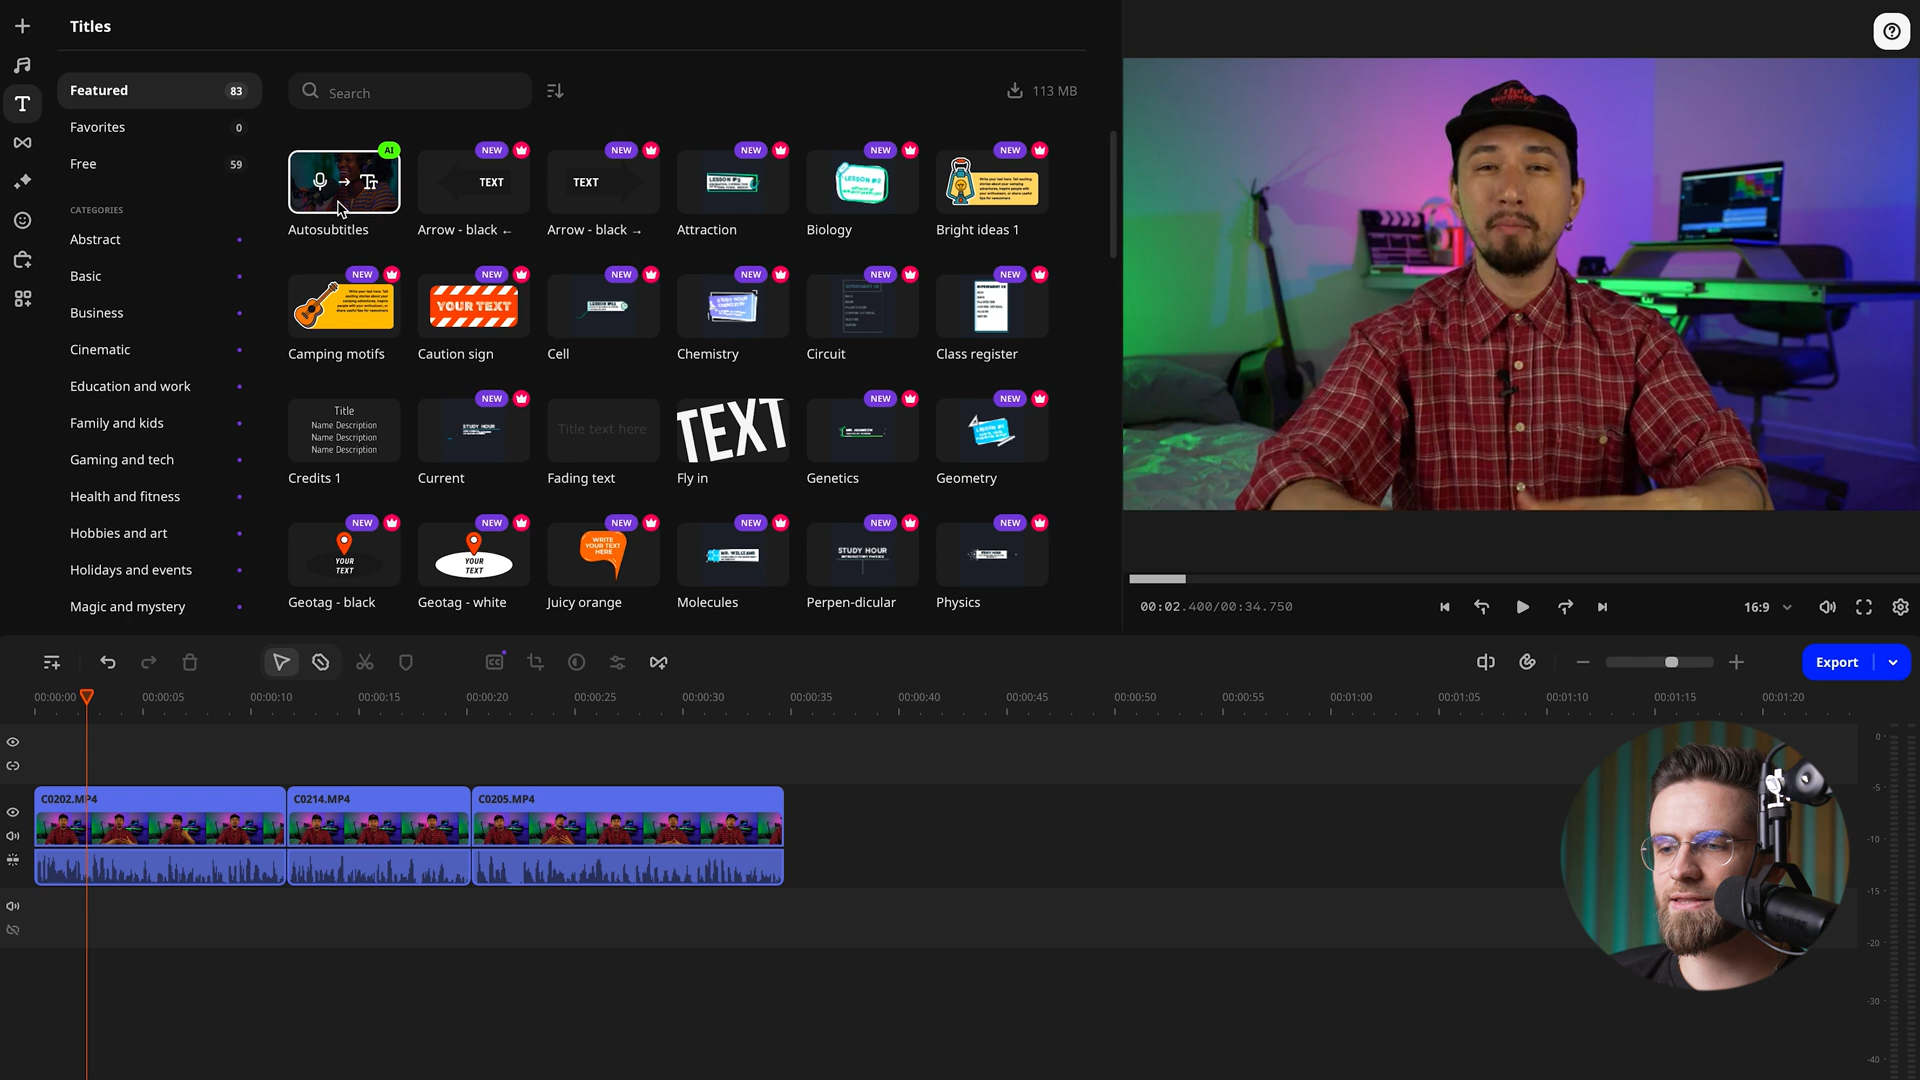 Titles
Featured 83
Favorites 0
Free 59
CATEGORIES
Abstract
Basic
Business
Cinematic
Education and work
Family and kids
Gaming and tech
Health and fitness
Hobbies and art
Holidays and events
Magic and mystery
Search
113 MB
AI
NEW
NEW
NEW
NEW
NEW
TEXT
TEXT
Autosubtitles
Arrow - black ←
Arrow - black →
Attraction
Biology
Bright ideas 1
NEW
NEW
NEW
NEW
NEW
NEW
YOUR TEXT
Camping motifs
Caution sign
Cell
Chemistry
Circuit
Class register
NEW
NEW
NEW
Title
Name Description
Name Description
Name Description
STUDY HOUR
Title text here
TEXT
Credits 1
Current
Fading text
Fly in
Genetics
Geometry
NEW
NEW
NEW
NEW
NEW
NEW
YOUR
TEXT
YOUR
TEXT
WRITE
YOUR TEXT
HERE
MR. WILLIAMS
STUDY HOUR
Geotag - black
Geotag - white
Juicy orange
Molecules
Perpen-dicular
Physics
00:02.400/00:34.750
16:9
CC
Export
00:00:00
00:00:05
00:00:10
00:00:15
00:00:20
00:00:25
00:00:30
00:00:35
00:00:40
00:00:45
00:00:50
00:00:55
00:01:00
00:01:05
00:01:10
00:01:15
00:01:20
C0202.MP4
C0214.MP4
C0205.MP4
0
-5
-10
-15
-20
-30
-40